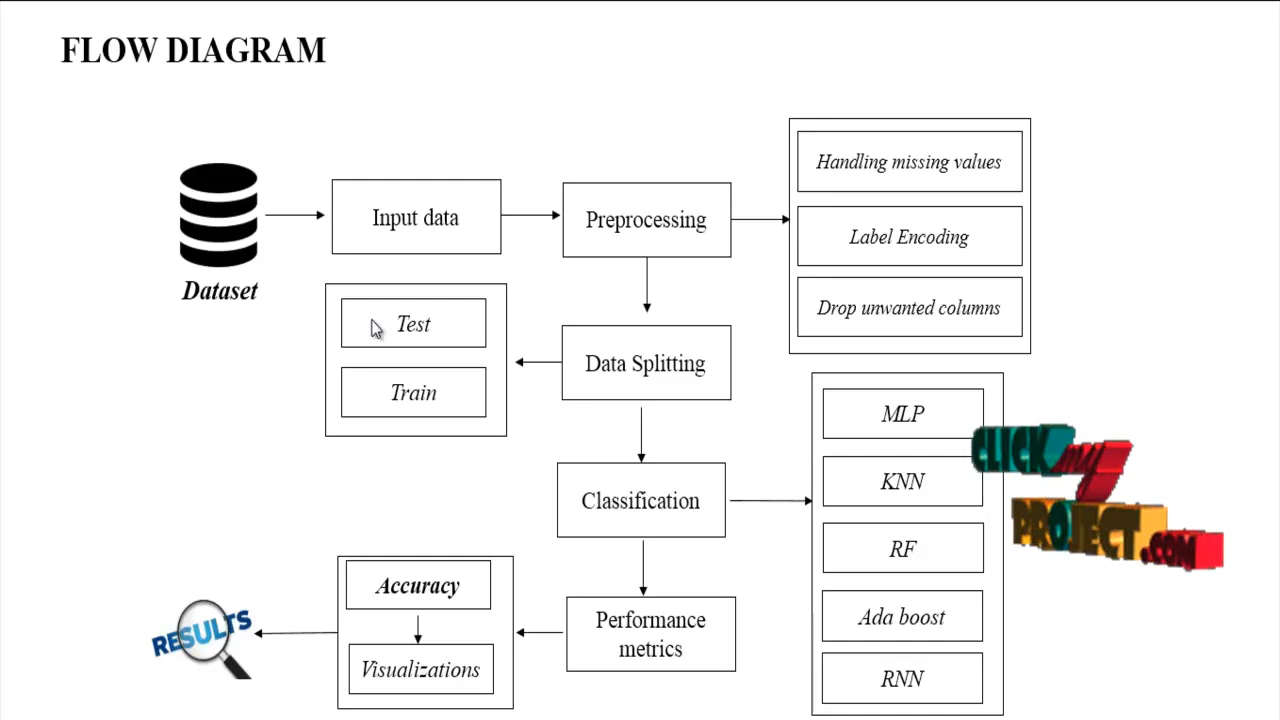 FLOW DIAGRAM
Dataset
Input data
Preprocessing
Handling missing values
Label Encoding
Drop unwanted columns
Data Splitting
Test
Train
Classification
MLP
KNN
RF
Ada boost
RNN
Performance
metrics
Accuracy
Visualizations
RESULTS
CLICK my
PROJECT.COM